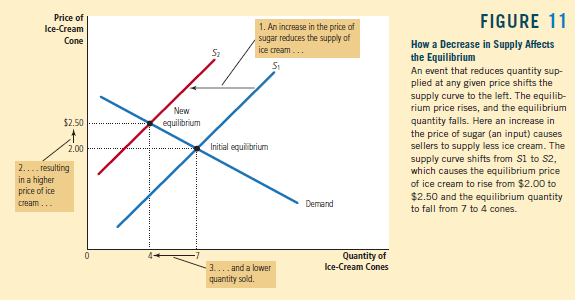 Price of
Ice-Cream
Cone
1. An increase in the price of
sugar reduces the supply of
ice cream . . .
S2
S1
New
equilibrium
$2.50
2.00
Initial equilibrium
2. . . . resulting
in a higher
price of ice
cream . . .
Demand
0
4
7
Quantity of
Ice-Cream Cones
3. . . . and a lower
quantity sold.
FIGURE 11
How a Decrease in Supply Affects
the Equilibrium
An event that reduces quantity sup-
plied at any given price shifts the
supply curve to the left. The equilib-
rium price rises, and the equilibrium
quantity falls. Here an increase in
the price of sugar (an input) causes
sellers to supply less ice cream. The
supply curve shifts from S1 to S2,
which causes the equilibrium price
of ice cream to rise from $2.00 to
$2.50 and the equilibrium quantity
to fall from 7 to 4 cones.